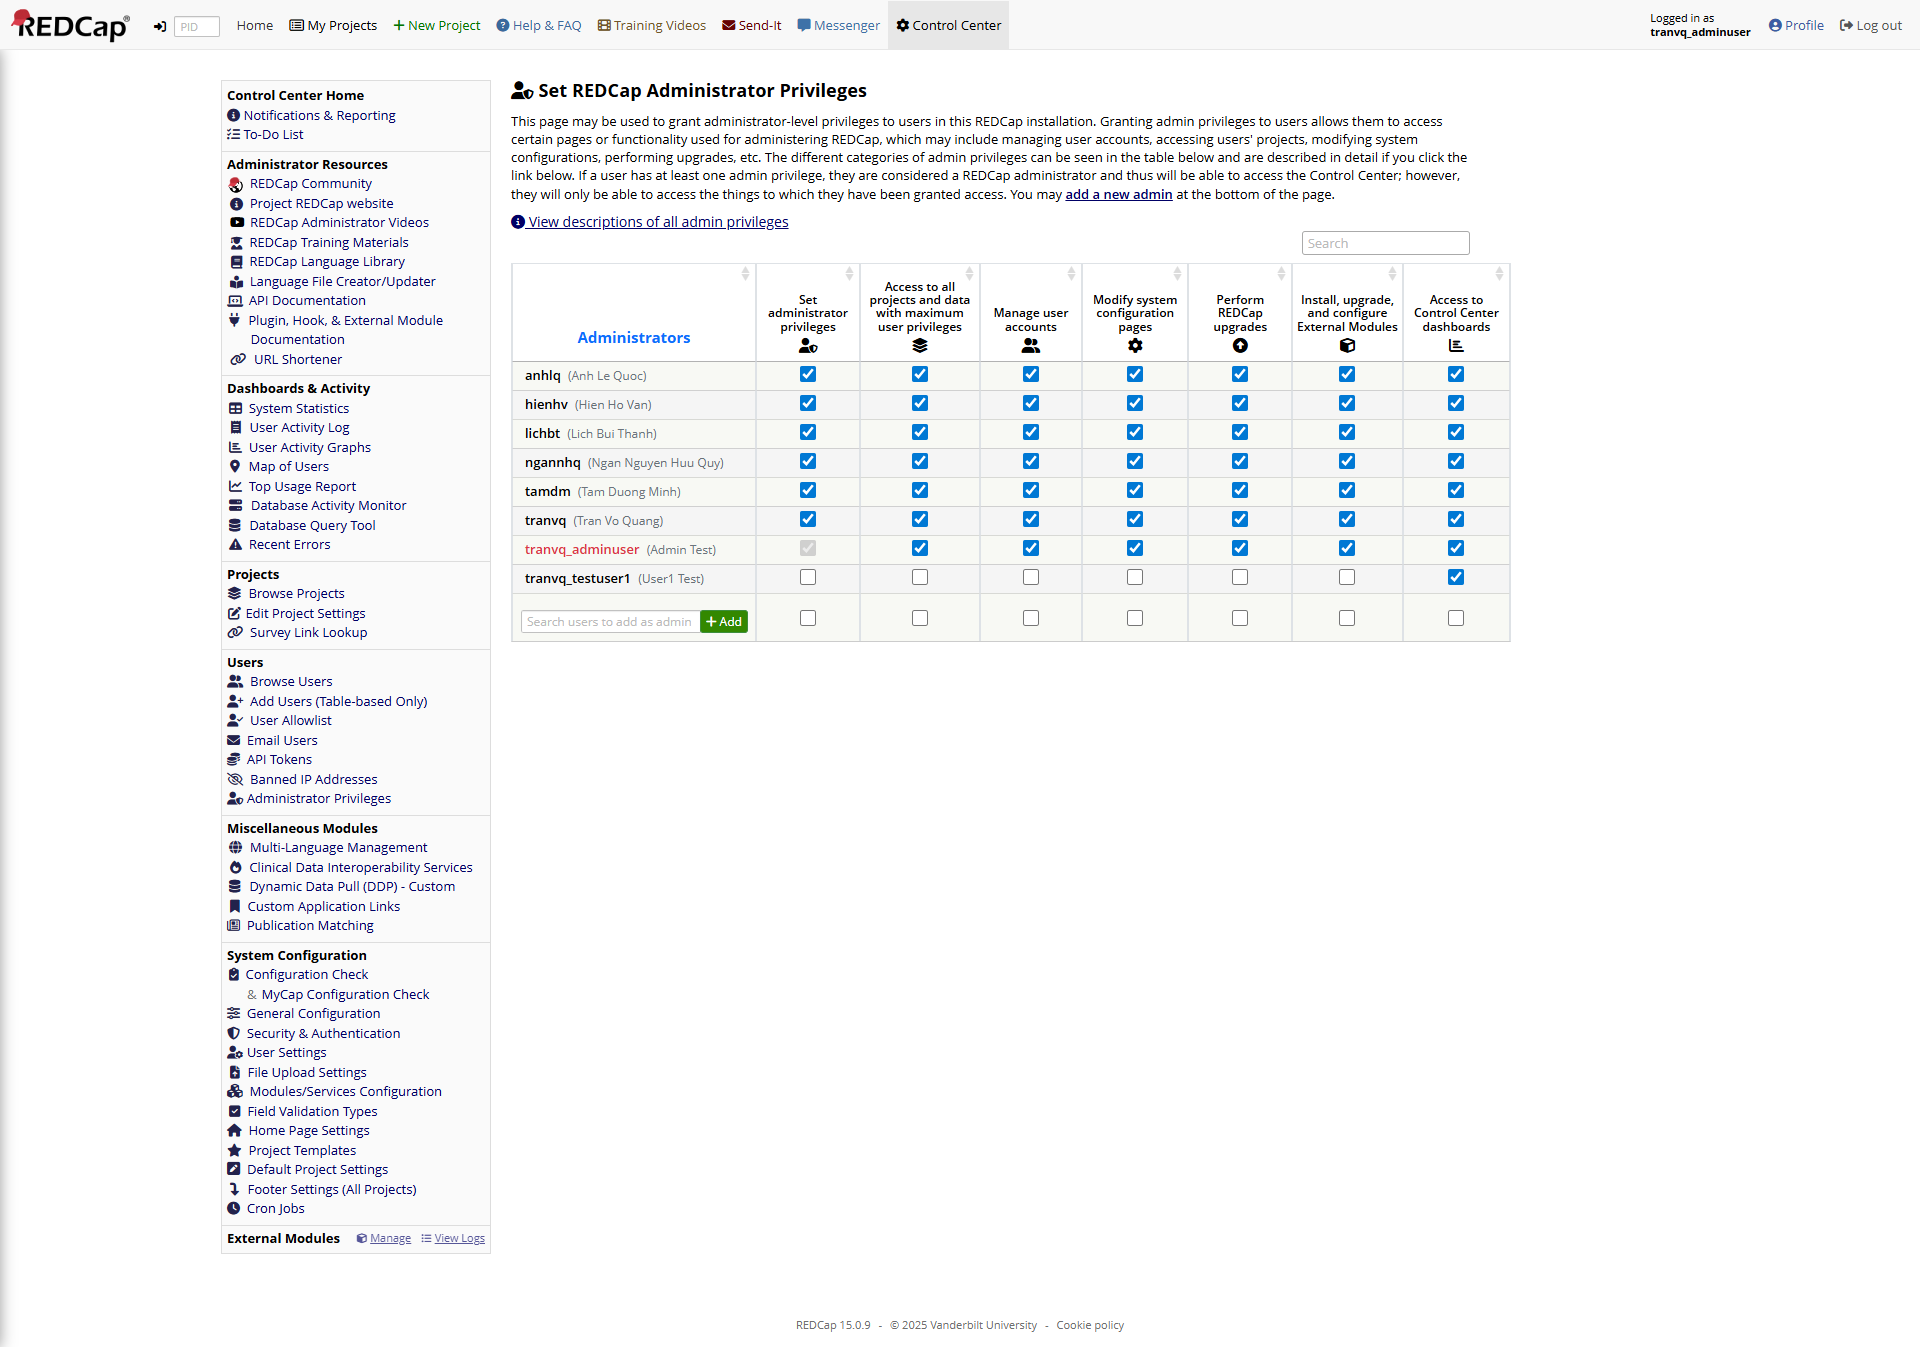 REDCap®
PID
Home
My Projects
New Project
Help & FAQ
Training Videos
Send-It
Messenger
Control Center
Logged in as
tranvq_adminuser
Profile
Log out
Control Center Home
Notifications & Reporting
To-Do List
Administrator Resources
REDCap Community
Project REDCap website
REDCap Administrator Videos
REDCap Training Materials
REDCap Language Library
Language File Creator/Updater
API Documentation
Plugin, Hook, & External Module
Documentation
URL Shortener
Dashboards & Activity
System Statistics
User Activity Log
User Activity Graphs
Map of Users
Top Usage Report
Database Activity Monitor
Database Query Tool
Recent Errors
Projects
Browse Projects
Edit Project Settings
Survey Link Lookup
Users
Browse Users
Add Users (Table-based Only)
User Allowlist
Email Users
API Tokens
Banned IP Addresses
Administrator Privileges
Miscellaneous Modules
Multi-Language Management
Clinical Data Interoperability Services
Dynamic Data Pull (DDP) - Custom
Custom Application Links
Publication Matching
System Configuration
Configuration Check
& MyCap Configuration Check
General Configuration
Security & Authentication
User Settings
File Upload Settings
Modules/Services Configuration
Field Validation Types
Home Page Settings
Project Templates
Default Project Settings
Footer Settings (All Projects)
Cron Jobs
External Modules Manage View Logs
Set REDCap Administrator Privileges
This page may be used to grant administrator-level privileges to users in this REDCap installation. Granting admin privileges to users allows them to access
certain pages or functionality used for administering REDCap, which may include managing user accounts, accessing users' projects, modifying system
configurations, performing upgrades, etc. The different categories of admin privileges can be seen in the table below and are described in detail if you click the
link below. If a user has at least one admin privilege, they are considered a REDCap administrator and thus will be able to access the Control Center; however,
they will only be able to access the things to which they have been granted access. You may add a new admin at the bottom of the page.
View descriptions of all admin privileges
Search
Administrators
Set
administrator
privileges
Access to all
projects and data
with maximum
user privileges
Manage user
accounts
Modify system
configuration
pages
Perform
REDCap
upgrades
Install, upgrade,
and configure
External Modules
Access to
Control Center
dashboards
anhlq (Anh Le Quoc)
hienhv (Hien Ho Van)
lichbt (Lich Bui Thanh)
ngannhq (Ngan Nguyen Huu Quy)
tamdm (Tam Duong Minh)
tranvq (Tran Vo Quang)
tranvq_adminuser (Admin Test)
tranvq_testuser1 (User1 Test)
Search users to add as admin
Add
REDCap 15.0.9 - © 2025 Vanderbilt University - Cookie policy